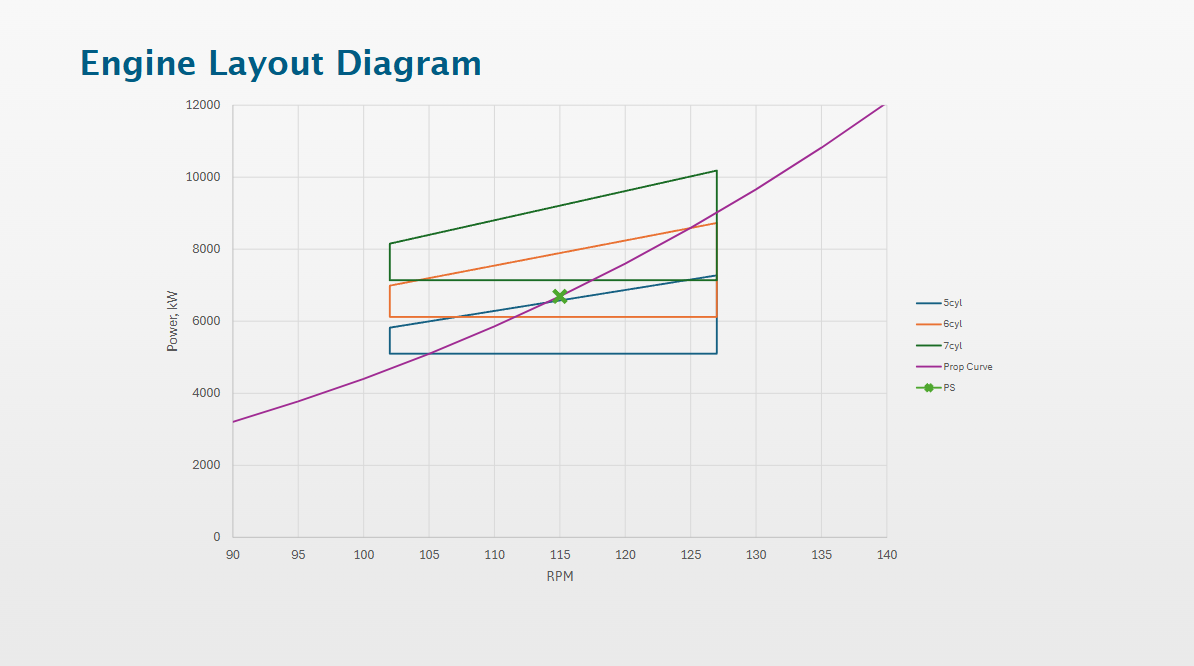 Engine Layout Diagram
12000
10000
8000
6000
4000
2000
0
Power, kW
90 95 100 105 110 115 120 125 130 135 140
RPM
5cyl
6cyl
7cyl
Prop Curve
PS